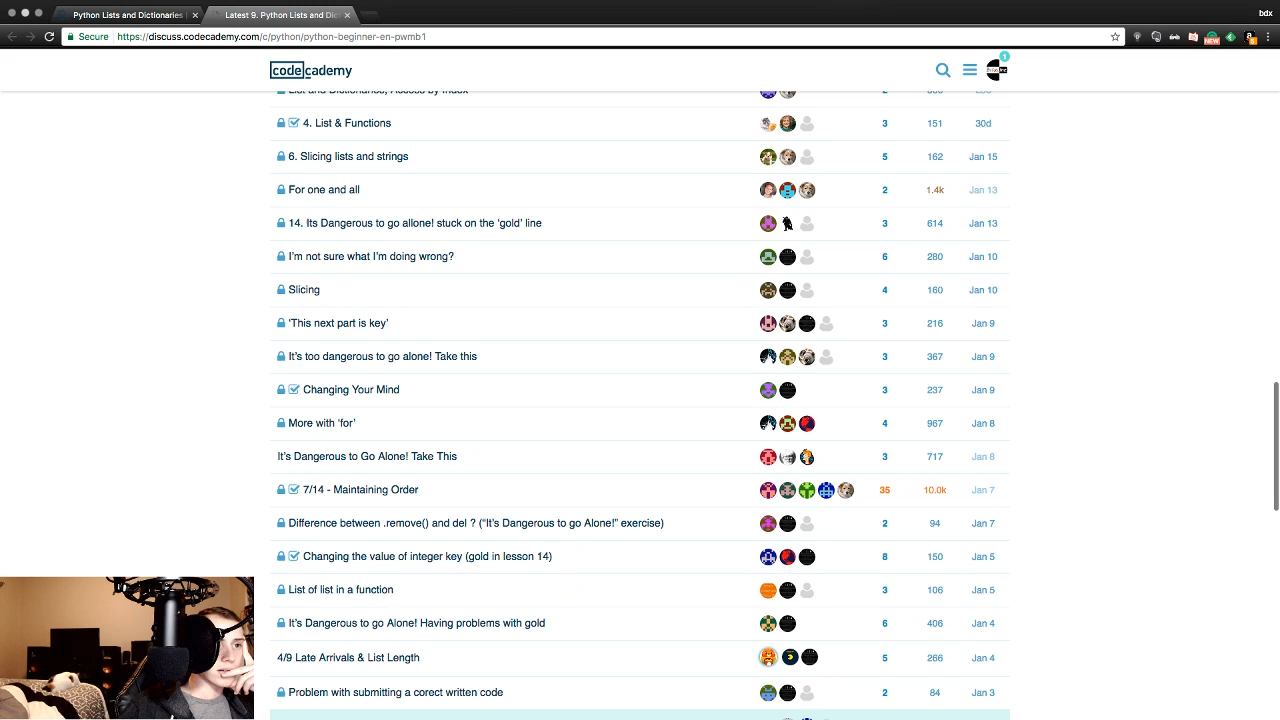 Python Lists and Dictionaries
Latest 9. Python Lists and Dic
bdx
Secure https://discuss.codecademy.com/c/python/python-beginner-en-pwmb1
NEW
codecademy
1
List and Dictionaries, Access by Index
4. List & Functions 3 151 30d
6. Slicing lists and strings 5 162 Jan 15
For one and all 2 1.4k Jan 13
14. Its Dangerous to go allone! stuck on the ‘gold’ line 3 614 Jan 13
I’m not sure what I’m doing wrong? 6 280 Jan 10
Slicing 4 160 Jan 10
‘This next part is key’ 3 216 Jan 9
It’s too dangerous to go alone! Take this 3 367 Jan 9
Changing Your Mind 3 237 Jan 9
More with ‘for’ 4 967 Jan 8
It’s Dangerous to Go Alone! Take This 3 717 Jan 8
7/14 - Maintaining Order 35 10.0k Jan 7
Difference between .remove() and del ? (“It’s Dangerous to go Alone!” exercise) 2 94 Jan 7
Changing the value of integer key (gold in lesson 14) 8 150 Jan 5
List of list in a function 3 106 Jan 5
It’s Dangerous to go Alone! Having problems with gold 6 406 Jan 4
4/9 Late Arrivals & List Length 5 266 Jan 4
Problem with submitting a corect written code 2 84 Jan 3